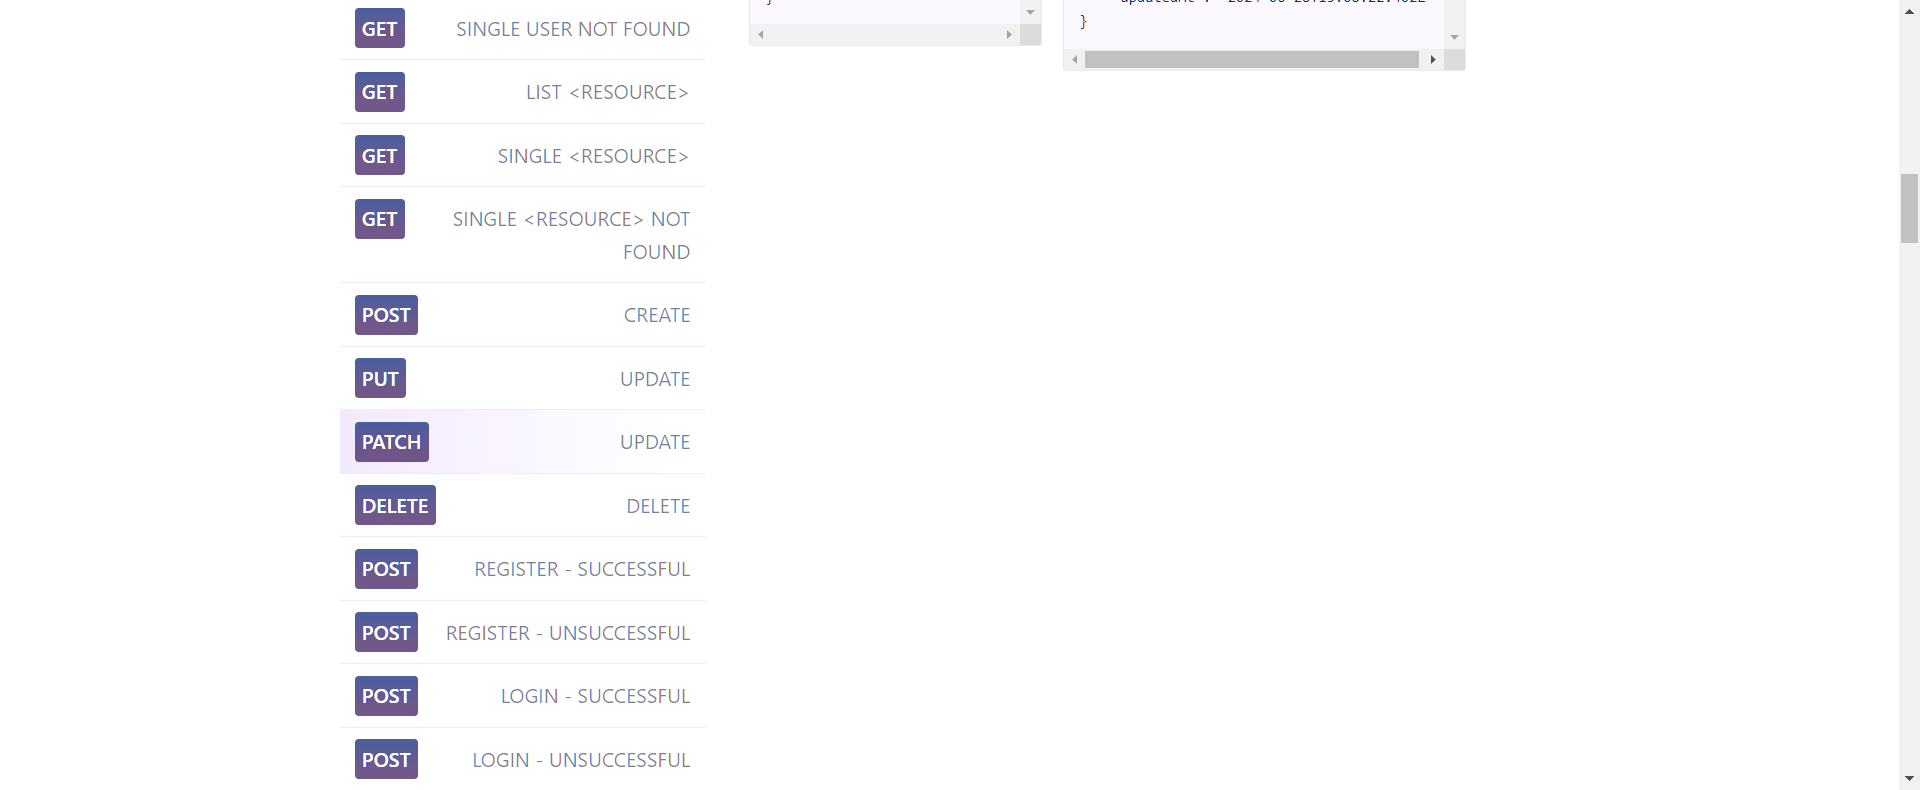 GET SINGLE USER NOT FOUND
GET LIST <RESOURCE>
GET SINGLE <RESOURCE>
GET SINGLE <RESOURCE> NOT
FOUND
POST CREATE
PUT UPDATE
PATCH UPDATE
DELETE DELETE
POST REGISTER - SUCCESSFUL
POST REGISTER - UNSUCCESSFUL
POST LOGIN - SUCCESSFUL
POST LOGIN - UNSUCCESSFUL
}
}